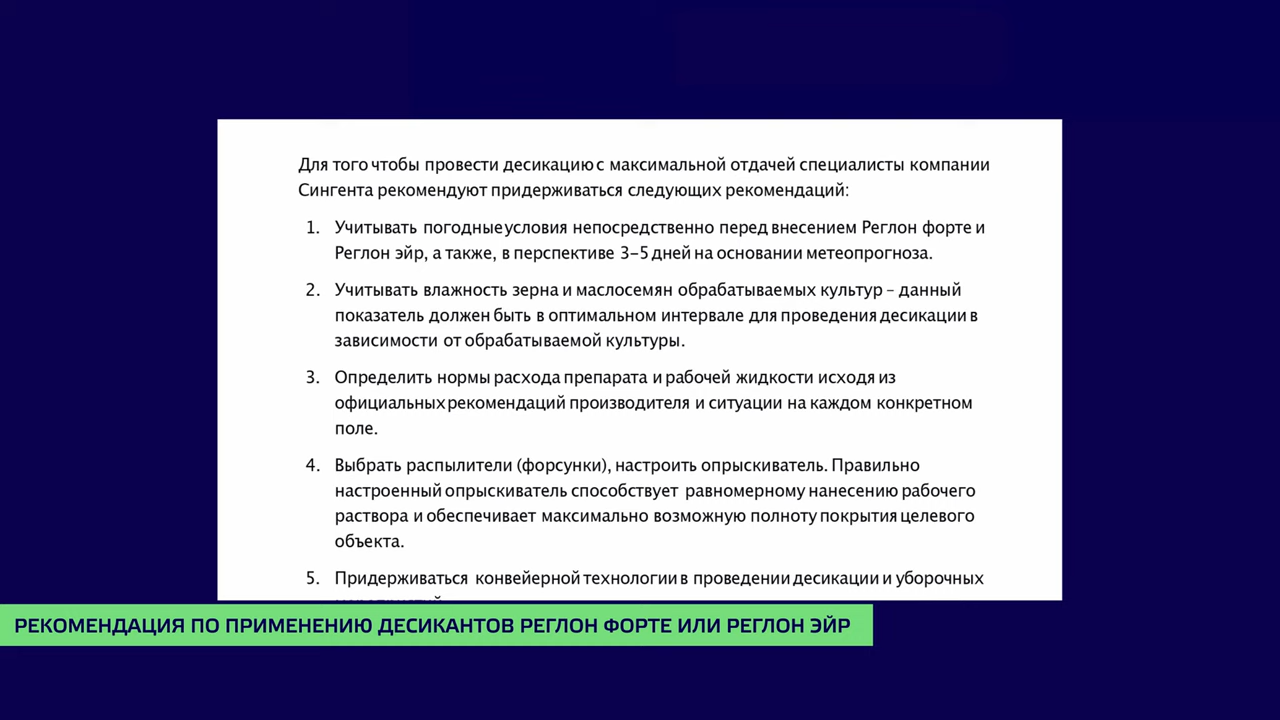 Для того чтобы провести десикацию с максимальной отдачей специалисты компании
Сингента рекомендуют придерживаться следующих рекомендаций:
1. Учитывать погодные условия непосредственно перед внесением Реглон форте и
Реглон эйр, а также, в перспективе 3–5 дней на основании метеопрогноза.
2. Учитывать влажность зерна и маслосемян обрабатываемых культур – данный
показатель должен быть в оптимальном интервале для проведения десикации в
зависимости от обрабатываемой культуры.
3. Определить нормы расхода препарата и рабочей жидкости исходя из
официальных рекомендаций производителя и ситуации на каждом конкретном
поле.
4. Выбрать распылители (форсунки), настроить опрыскиватель. Правильно
настроенный опрыскиватель способствует равномерному нанесению рабочего
раствора и обеспечивает максимально возможную полноту покрытия целевого
объекта.
5. Придерживаться конвейерной технологии в проведении десикации и уборочных
РЕКОМЕНДАЦИЯ ПО ПРИМЕНЕНИЮ ДЕСИКАНТОВ РЕГЛОН ФОРТЕ ИЛИ РЕГЛОН ЭЙР